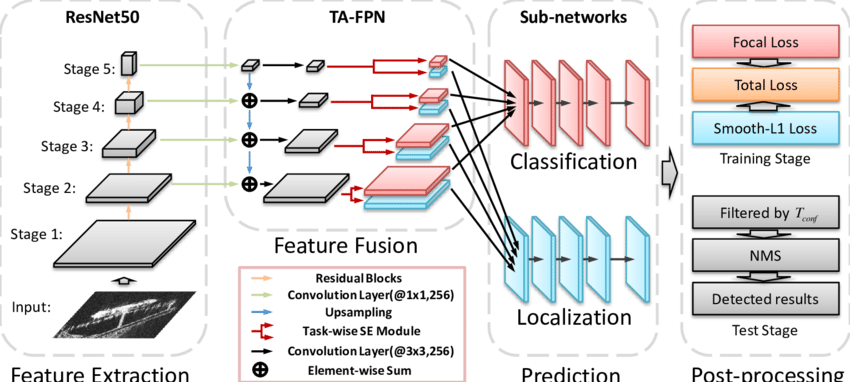 ResNet50
TA-FPN
Sub-networks
Stage 5:
Stage 4:
Stage 3:
Stage 2:
Stage 1:
Input:
Feature Extraction
Feature Fusion
Residual Blocks
Convolution Layer(@1x1,256)
Upsampling
Task-wise SE Module
Convolution Layer(@3x3,256)
Element-wise Sum
Classification
Localization
Prediction
Focal Loss
Total Loss
Smooth-L1 Loss
Training Stage
Filtered by T_conf
NMS
Detected results
Test Stage
Post-processing